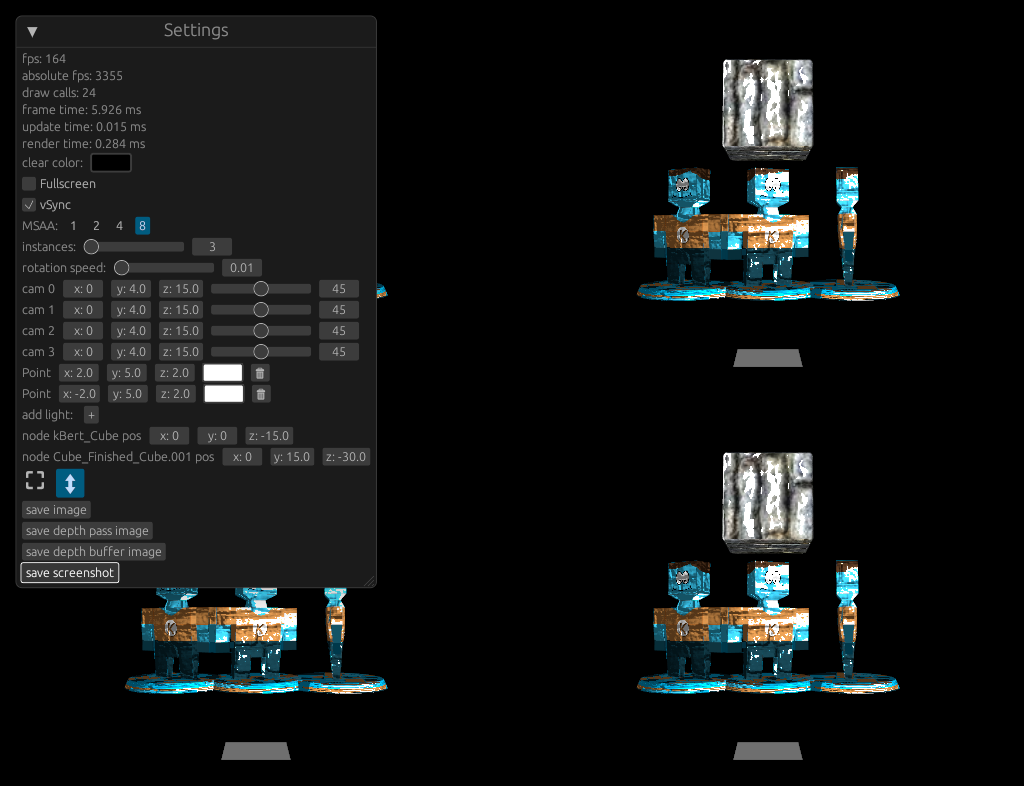 Settings
fps: 164
absolute fps: 3355
draw calls: 24
frame time: 5.926 ms
update time: 0.015 ms
render time: 0.284 ms
clear color:
Fullscreen
vSync
MSAA: 1 2 4 8
instances: 3
rotation speed: 0.01
cam 0 x: 0 y: 4.0 z: 15.0 45
cam 1 x: 0 y: 4.0 z: 15.0 45
cam 2 x: 0 y: 4.0 z: 15.0 45
cam 3 x: 0 y: 4.0 z: 15.0 45
Point x: 2.0 y: 5.0 z: 2.0
Point x: -2.0 y: 5.0 z: 2.0
add light: +
node kBert_Cube pos x: 0 y: 0 z: -15.0
node Cube_Finished_Cube.001 pos x: 0 y: 15.0 z: -30.0
save image
save depth pass image
save depth buffer image
save screenshot
K
K
K
K
K
K